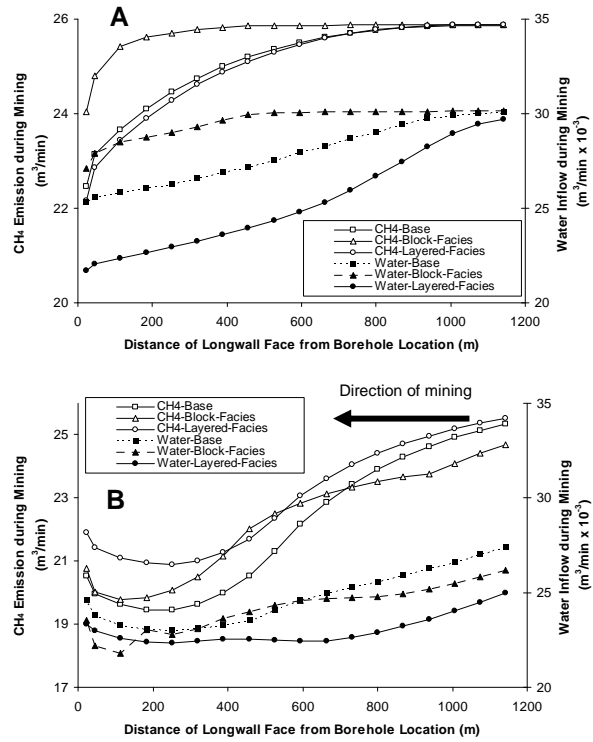 A
26
24
22
20
CH₄ Emission during Mining
(m³/min)
35
30
25
20
Water Inflow during Mining
(m³/min x 10⁻³)
CH4-Base
CH4-Block-Facies
CH4-Layered-Facies
Water-Base
Water-Block-Facies
Water-Layered-Facies
0 200 400 600 800 1000 1200
Distance of Longwall Face from Borehole Location (m)
B
Direction of mining
CH4-Base
CH4-Block-Facies
CH4-Layered-Facies
Water-Base
Water-Block-Facies
Water-Layered-Facies
25
23
21
19
17
CH₄ Emission during Mining
(m³/min)
35
30
25
20
Water Inflow during Mining
(m³/min x 10⁻³)
0 200 400 600 800 1000 1200
Distance of Longwall Face from Borehole Location (m)